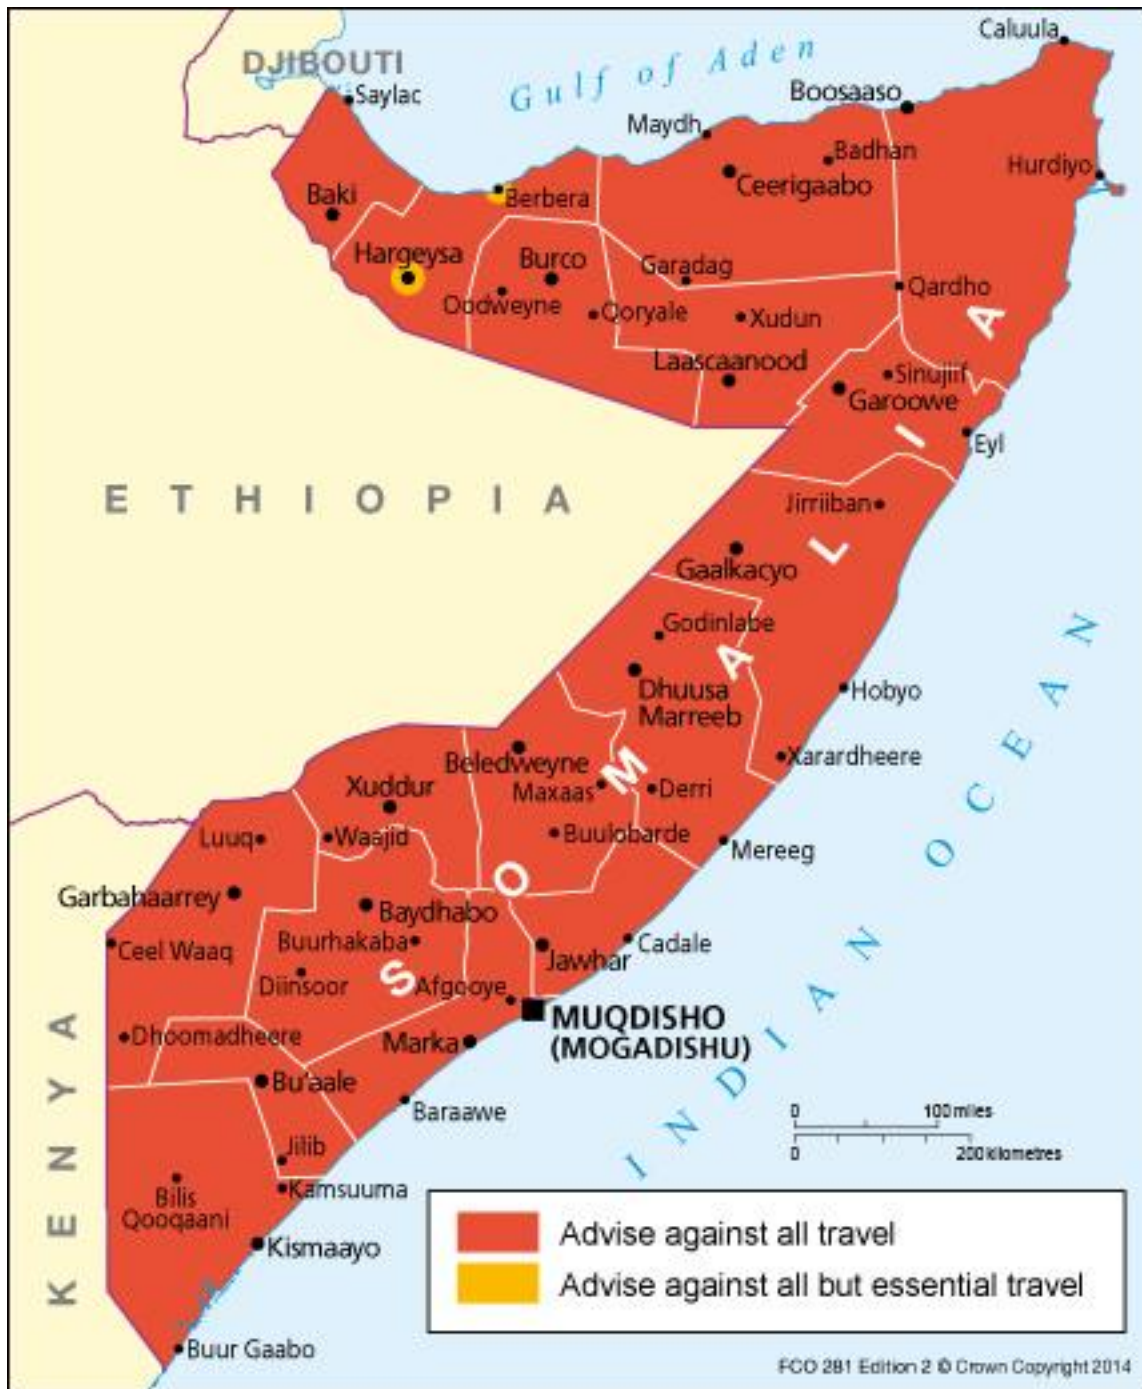 Caluula
DJIBOUTI
Gulf of Aden
Saylac
Boosaaso
Maydh
Badhan
Hurdiyo
Ceerigaabo
Baki
Berbera
Hargeysa
Burco
Garadag
Qardho
Oodweyne
Qoryale
Xudun
Laascaanood
Sinujiif
Garoowe
Eyl
ETHIOPIA
Jirriiban
Gaalkacyo
Godinlabe
Dhuusa
Marreeb
Hobyo
SOMALIA
Beledweyne
Xarardheere
Xuddur
Maxaas
Derri
Luuq
Waajid
Buulobarde
Mereeg
Garbahaarrey
Baydhabo
Ceel Waaq
Buurhakaba
Cadale
Jawhar
Diinsoor
Afgooye
MUQDISHO
(MOGADISHU)
Dhoomadheere
Marka
INDIAN OCEAN
KENYA
Bu'aale
Baraawe
0 100 miles
0 200 kilometres
Jilib
Kamsuuma
Bilis
Qooqaani
Kismaayo
Advise against all travel
Advise against all but essential travel
Buur Gaabo
FCO 281 Edition 2 © Crown Copyright 2014